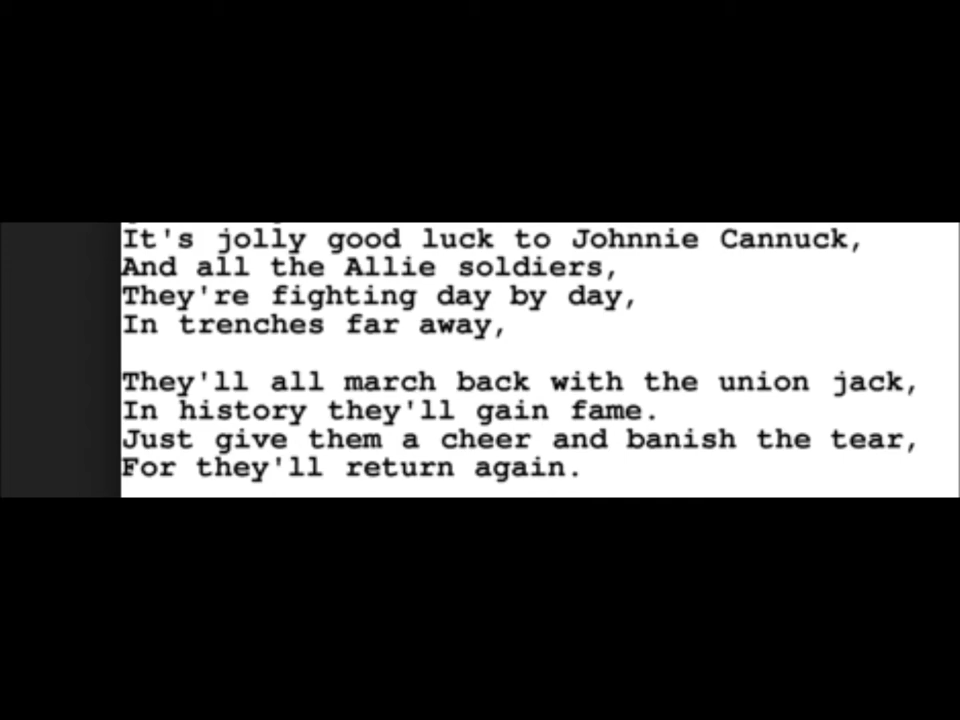 It's jolly good luck to Johnnie Cannuck,
And all the Allie soldiers,
They're fighting day by day,
In trenches far away,
They'll all march back with the union jack,
In history they'll gain fame.
Just give them a cheer and banish the tear,
For they'll return again.